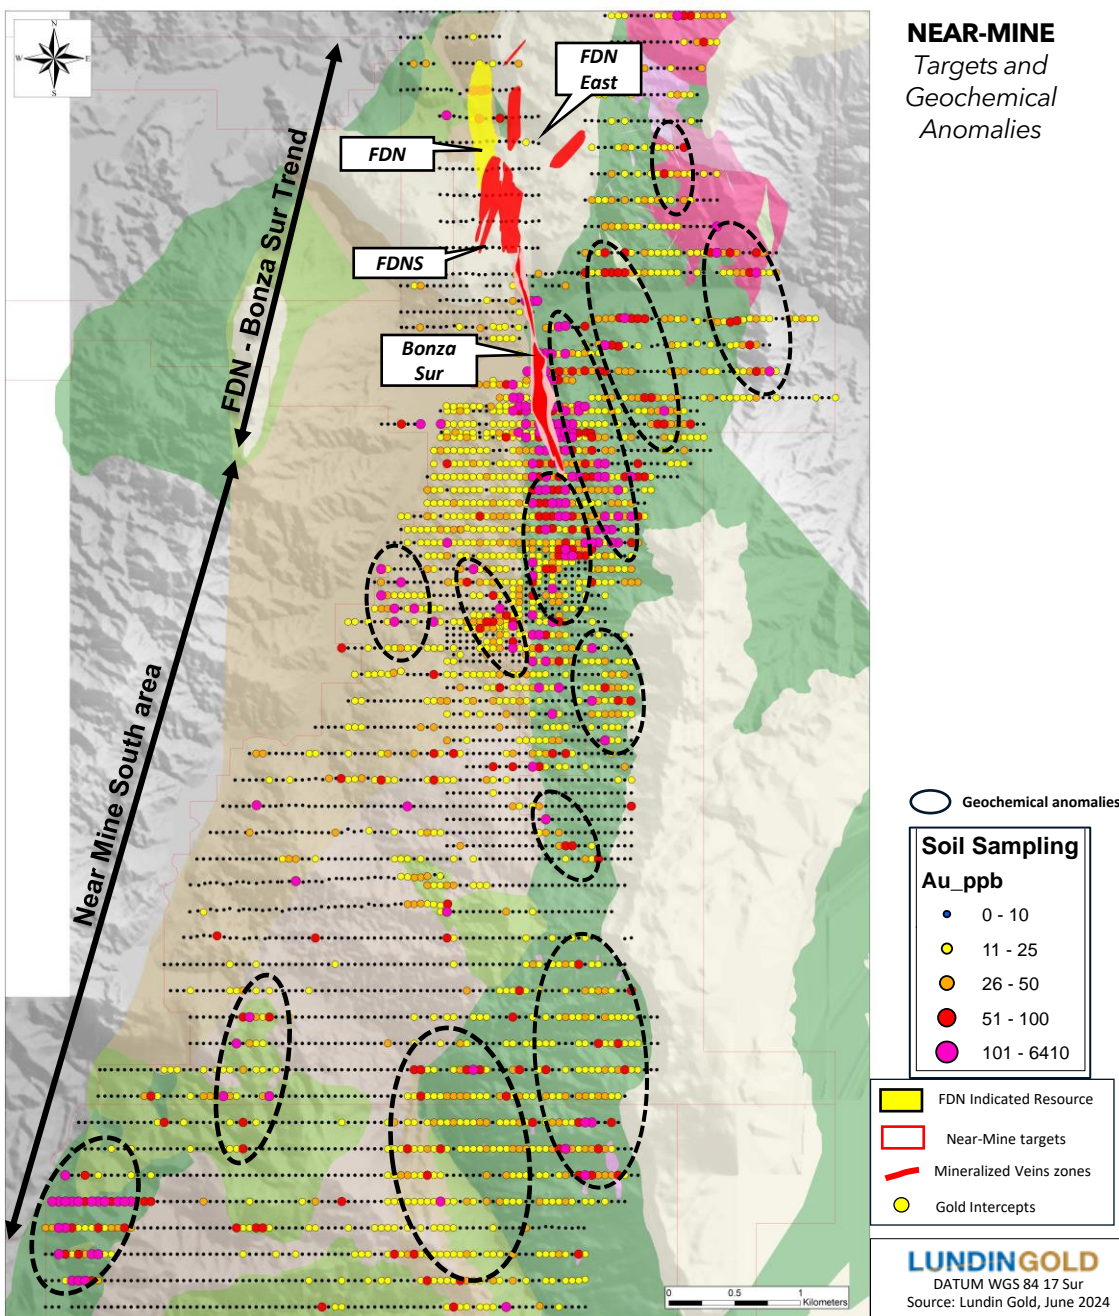 NEAR-MINE
Targets and
Geochemical
Anomalies
N
W
E
S
FDN
East
FDN
FDNS
Bonza
Sur
FDN - Bonza Sur Trend
Near Mine South area
Geochemical anomalies
Soil Sampling
Au_ppb
0 - 10
11 - 25
26 - 50
51 - 100
101 - 6410
FDN Indicated Resource
Near-Mine targets
Mineralized Veins zones
Gold Intercepts
0 0.5 1
Kilometers
LUNDINGOLD
DATUM WGS 84 17 Sur
Source: Lundin Gold, June 2024